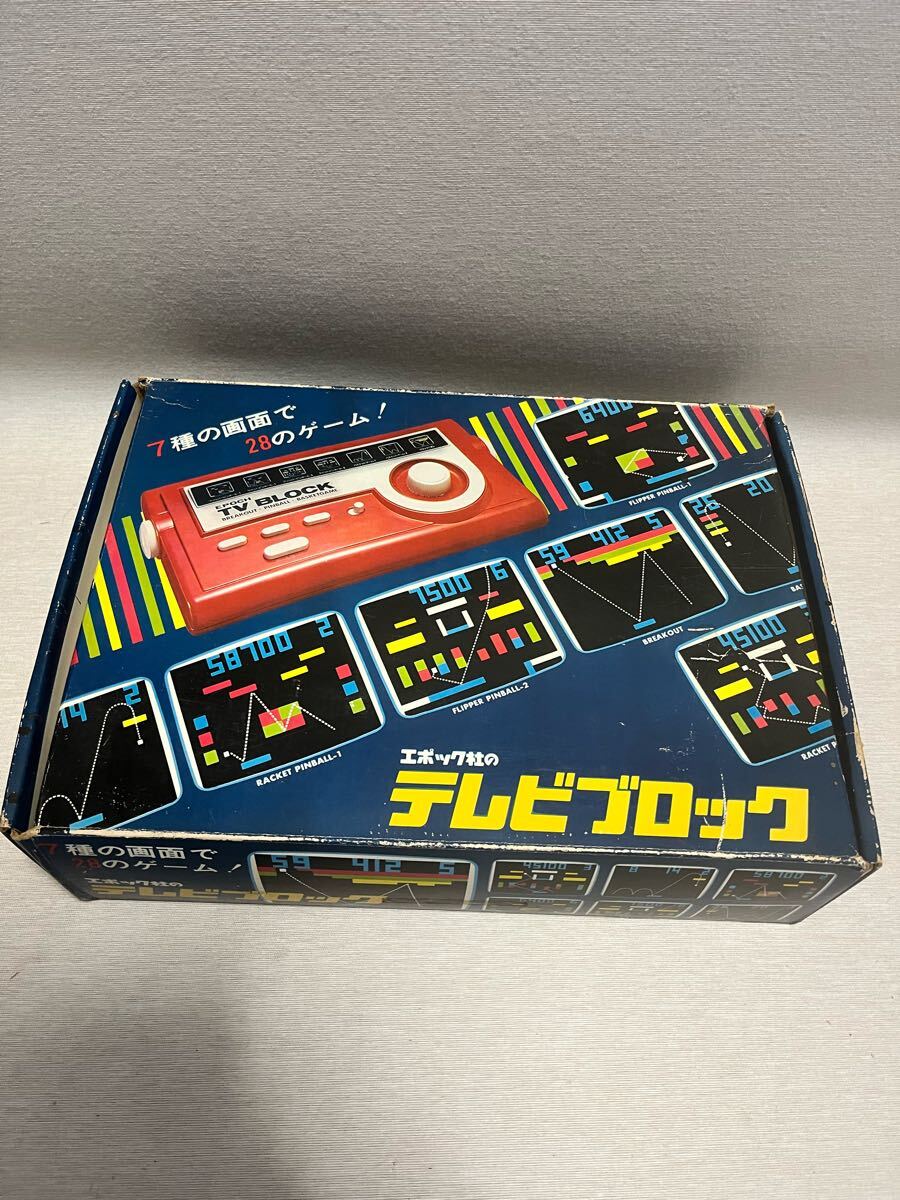 7種の画面で
28のゲーム!
EPOCH
TV BLOCK
BREAKOUT・PINBALL・BASKETGAME
6400
FLIPPER PINBALL-1
26 20
BA
59 412 5
BREAKOUT
7500 6
FLIPPER PINBALL-2
45100 3
RACKET P
58700 2
RACKET PINBALL-1
14 2
エポック社の
テレビブロック
7種の画面で
28のゲーム!
エポック社の
テレビブロック
59 412 5
45100
8 14 2
58700